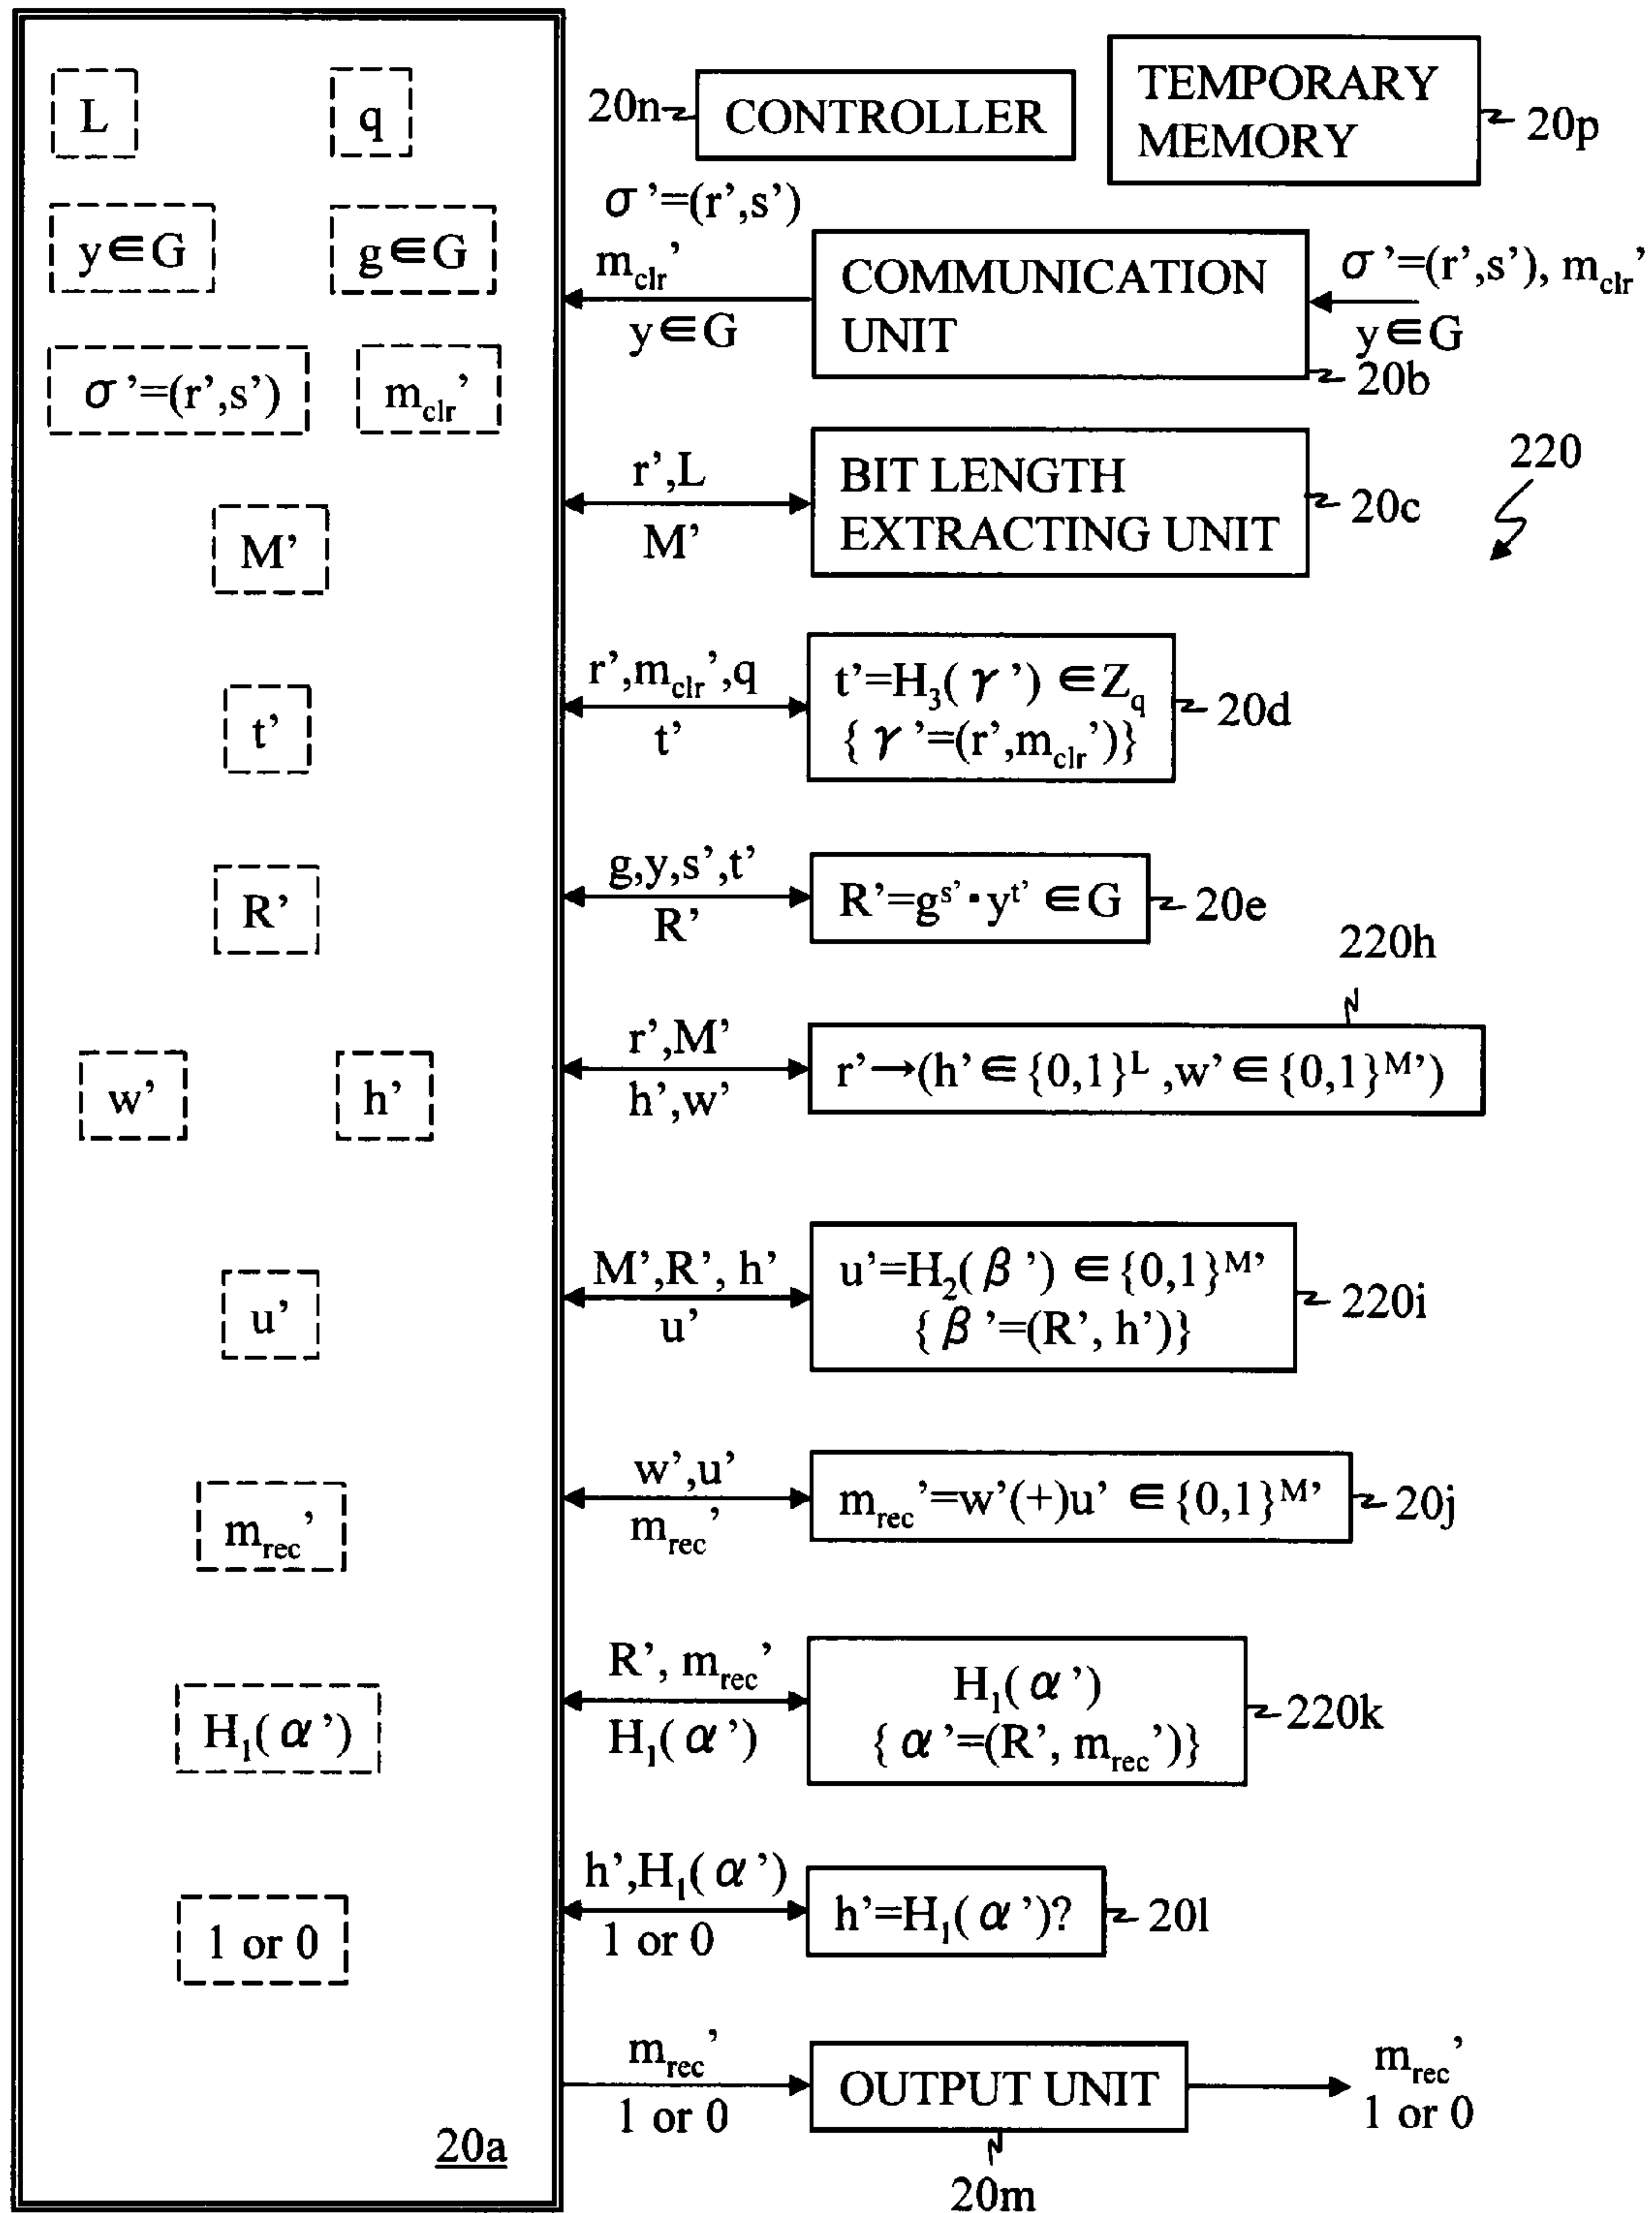 L
q
20n
CONTROLLER
TEMPORARY
MEMORY
20p
y∈G
g∈G
σ'=(r',s')
m_clr'
y∈G
COMMUNICATION
UNIT
σ'=(r',s'), m_clr'
y∈G
20b
σ'=(r',s')
m_clr'
r',L
M'
BIT LENGTH
EXTRACTING UNIT
20c
220
M'
r',m_clr',q
t'
t'=H_3(γ')∈Z_q
{γ'=(r',m_clr')}
20d
t'
g,y,s',t'
R'
R'=g^s'·y^t' ∈G
20e
R'
220h
r',M'
h',w'
r'→(h'∈{0,1}^L ,w'∈{0,1}^M')
w'
h'
M',R', h'
u'
u'=H_2(β')∈{0,1}^M'
{β'=(R', h')}
220i
u'
w',u'
m_rec'
m_rec'=w'(+)u' ∈{0,1}^M'
20j
m_rec'
R', m_rec'
H_1(α')
H_1(α')
{α'=(R', m_rec')}
220k
H_1(α')
h',H_1(α')
1 or 0
h'=H_1(α')?
20l
1 or 0
m_rec'
1 or 0
OUTPUT UNIT
m_rec'
1 or 0
20m
20a